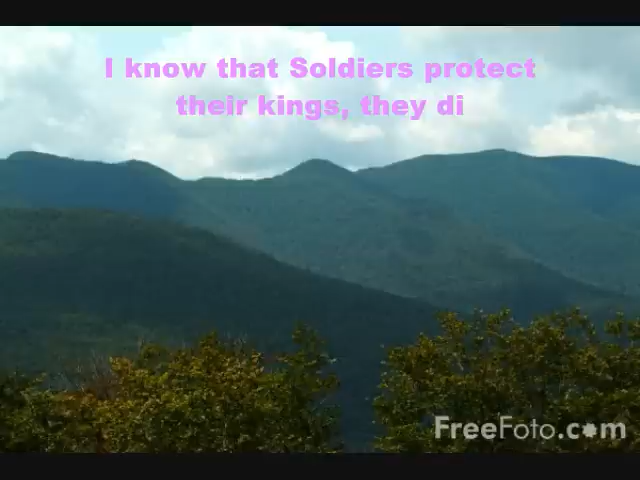 I know that Soldiers protect
their kings, they di
FreeFoto.com